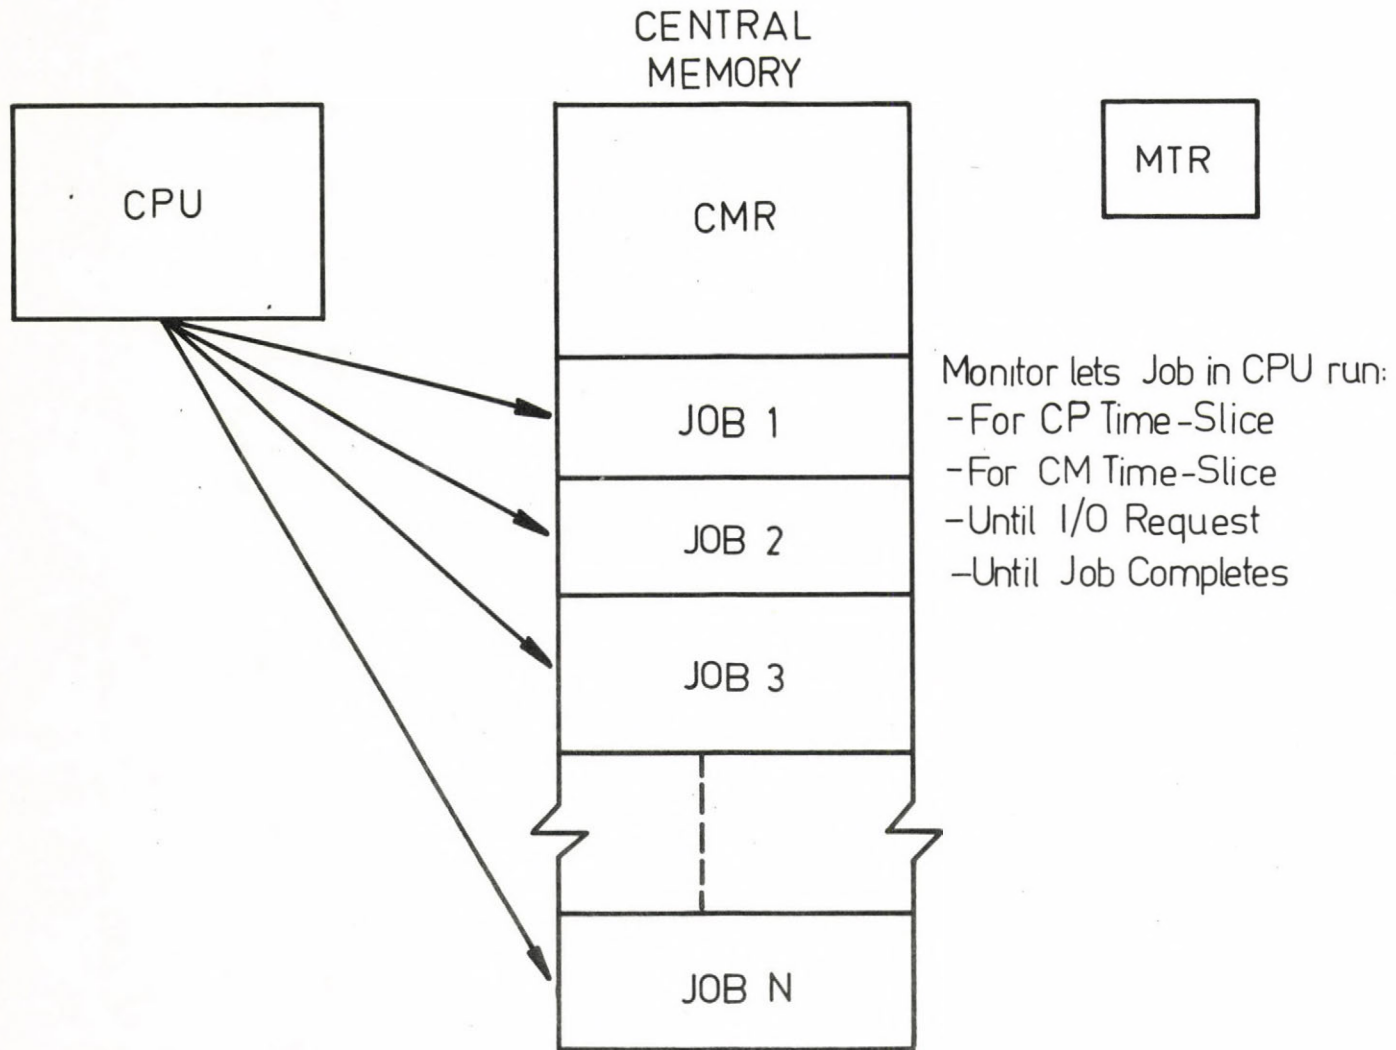 CENTRAL
MEMORY
CPU
CMR
MTR
JOB 1
JOB 2
JOB 3
JOB N
Monitor lets Job in CPU run:
-For CP Time-Slice
-For CM Time-Slice
-Until I/O Request
-Until Job Completes